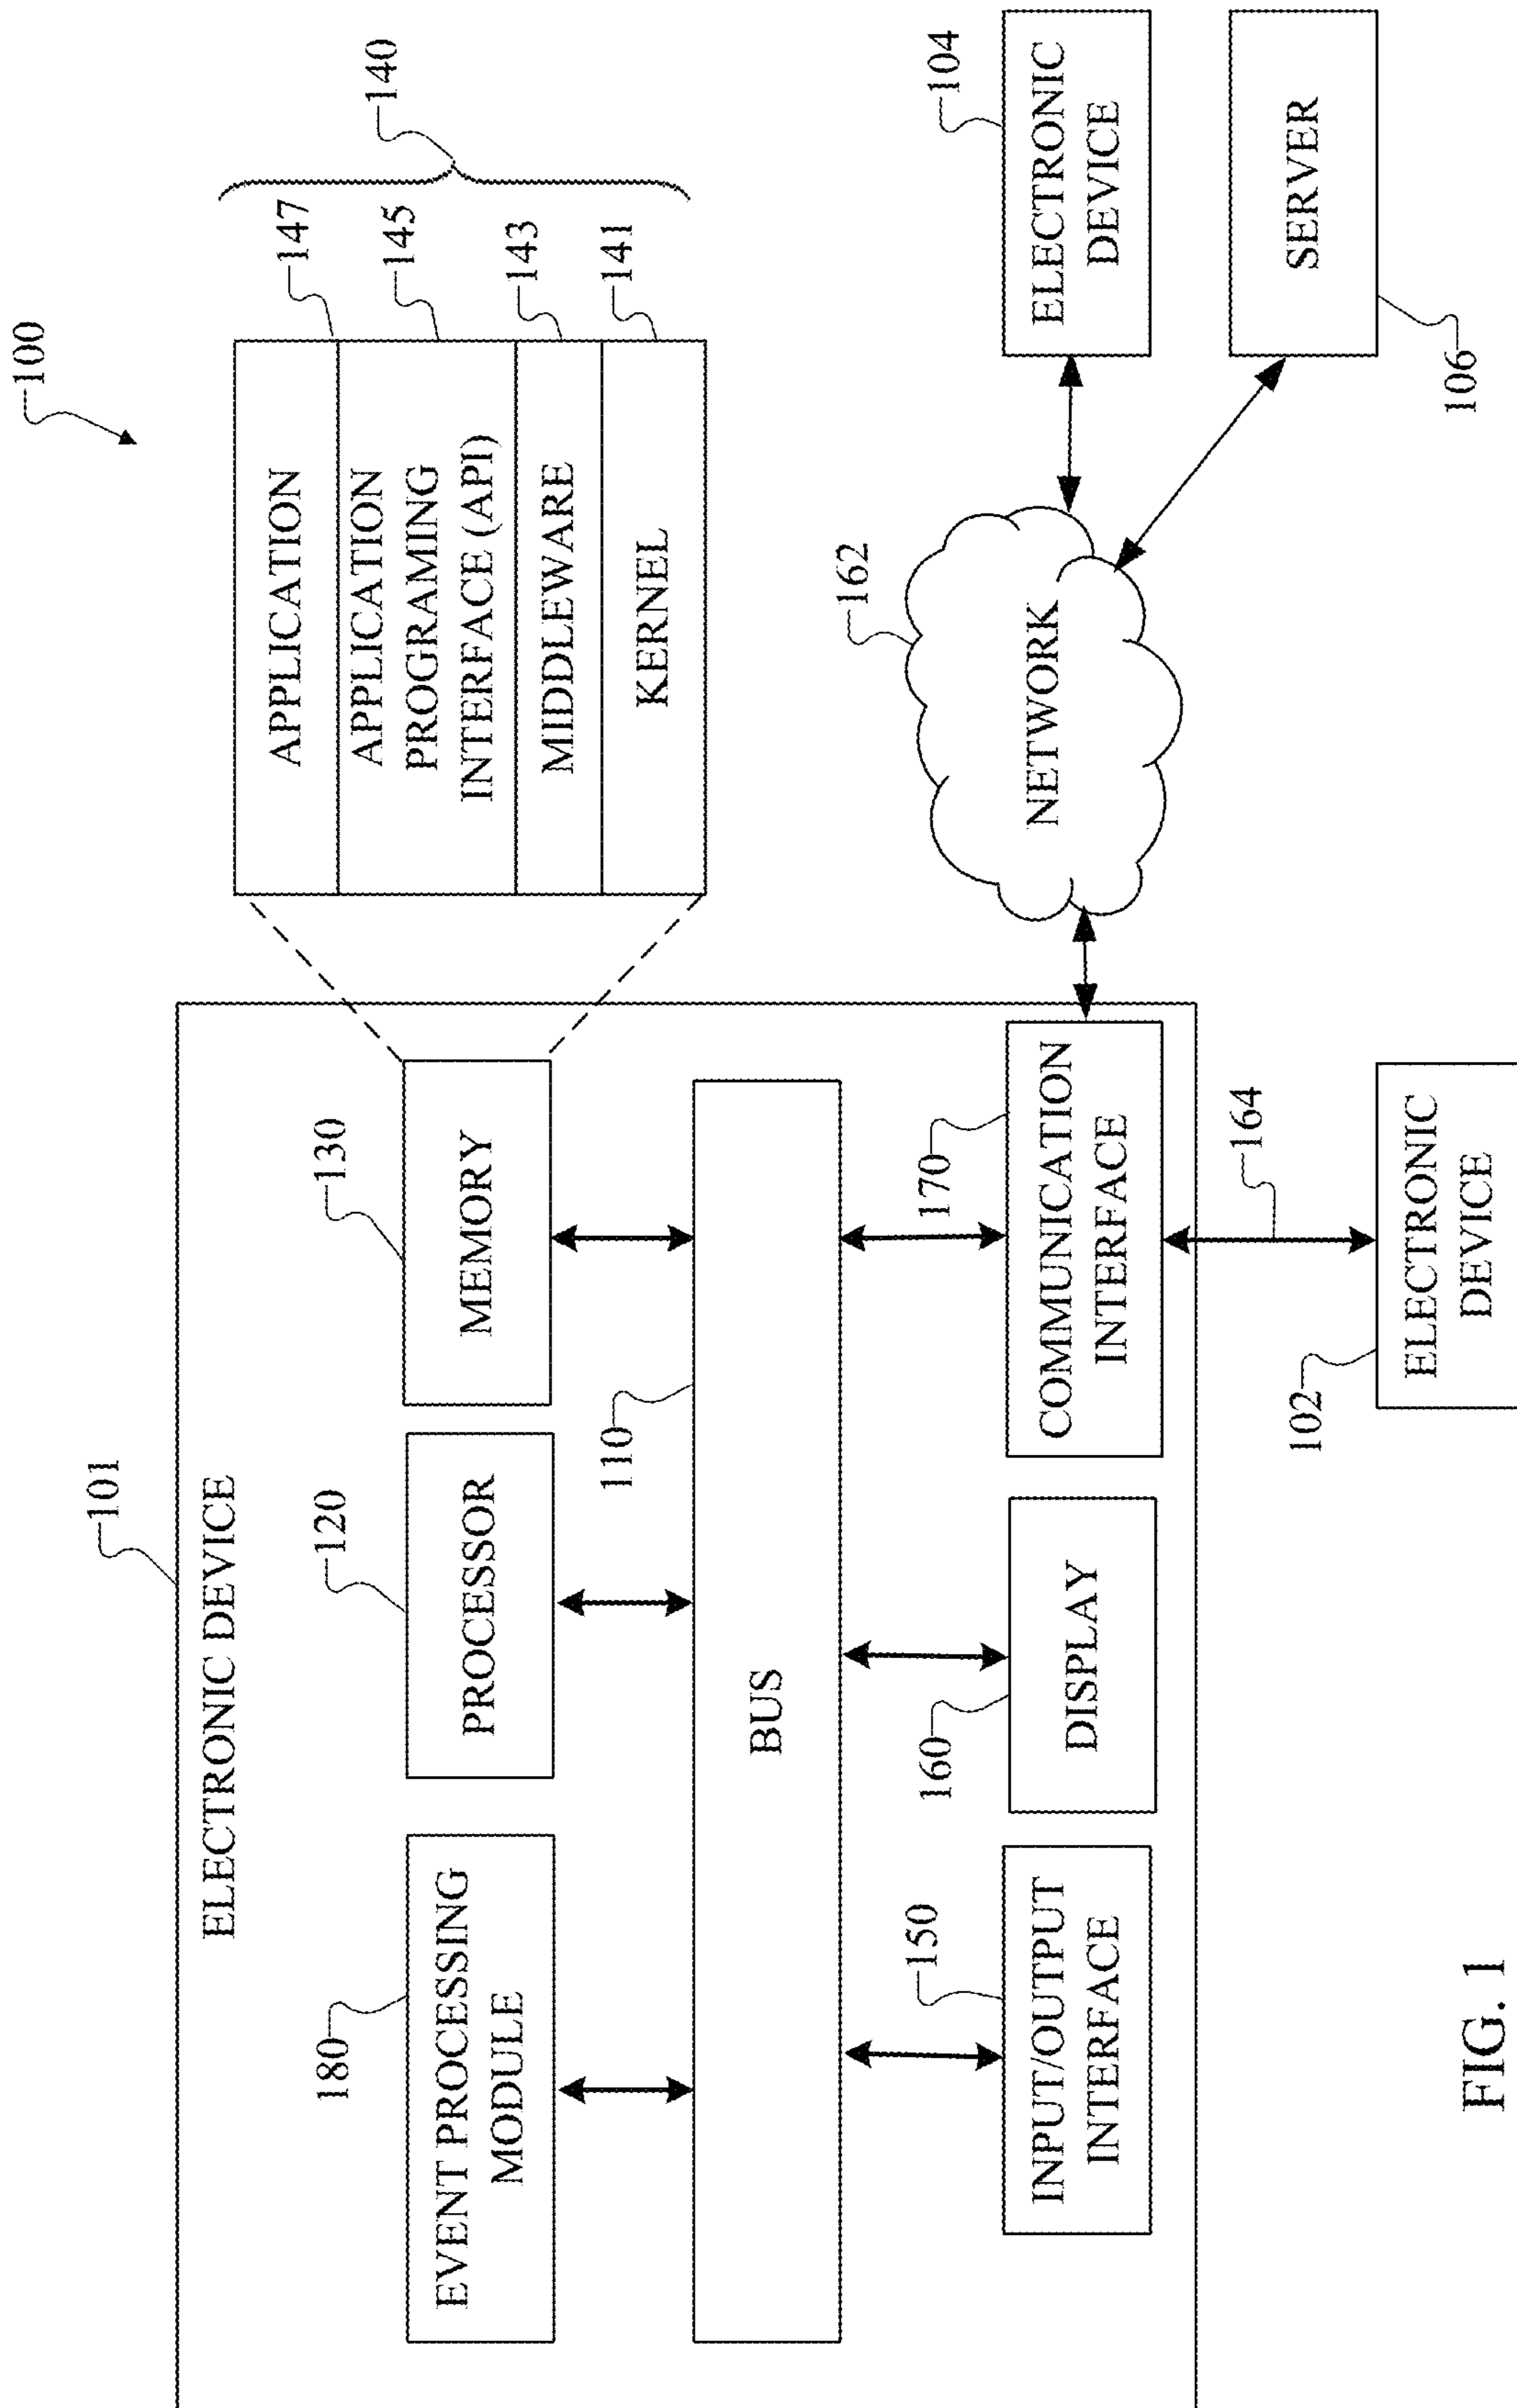 100
101
ELECTRONIC DEVICE
180
EVENT PROCESSING
MODULE
120
PROCESSOR
130
MEMORY
147
APPLICATION
145
APPLICATION
PROGRAMING
INTERFACE (API)
143
MIDDLEWARE
141
KERNEL
140
110
BUS
150
INPUT/OUTPUT
INTERFACE
160
DISPLAY
170
COMMUNICATION
INTERFACE
162
NETWORK
104
ELECTRONIC
DEVICE
SERVER
106
164
102
ELECTRONIC
DEVICE
FIG. 1